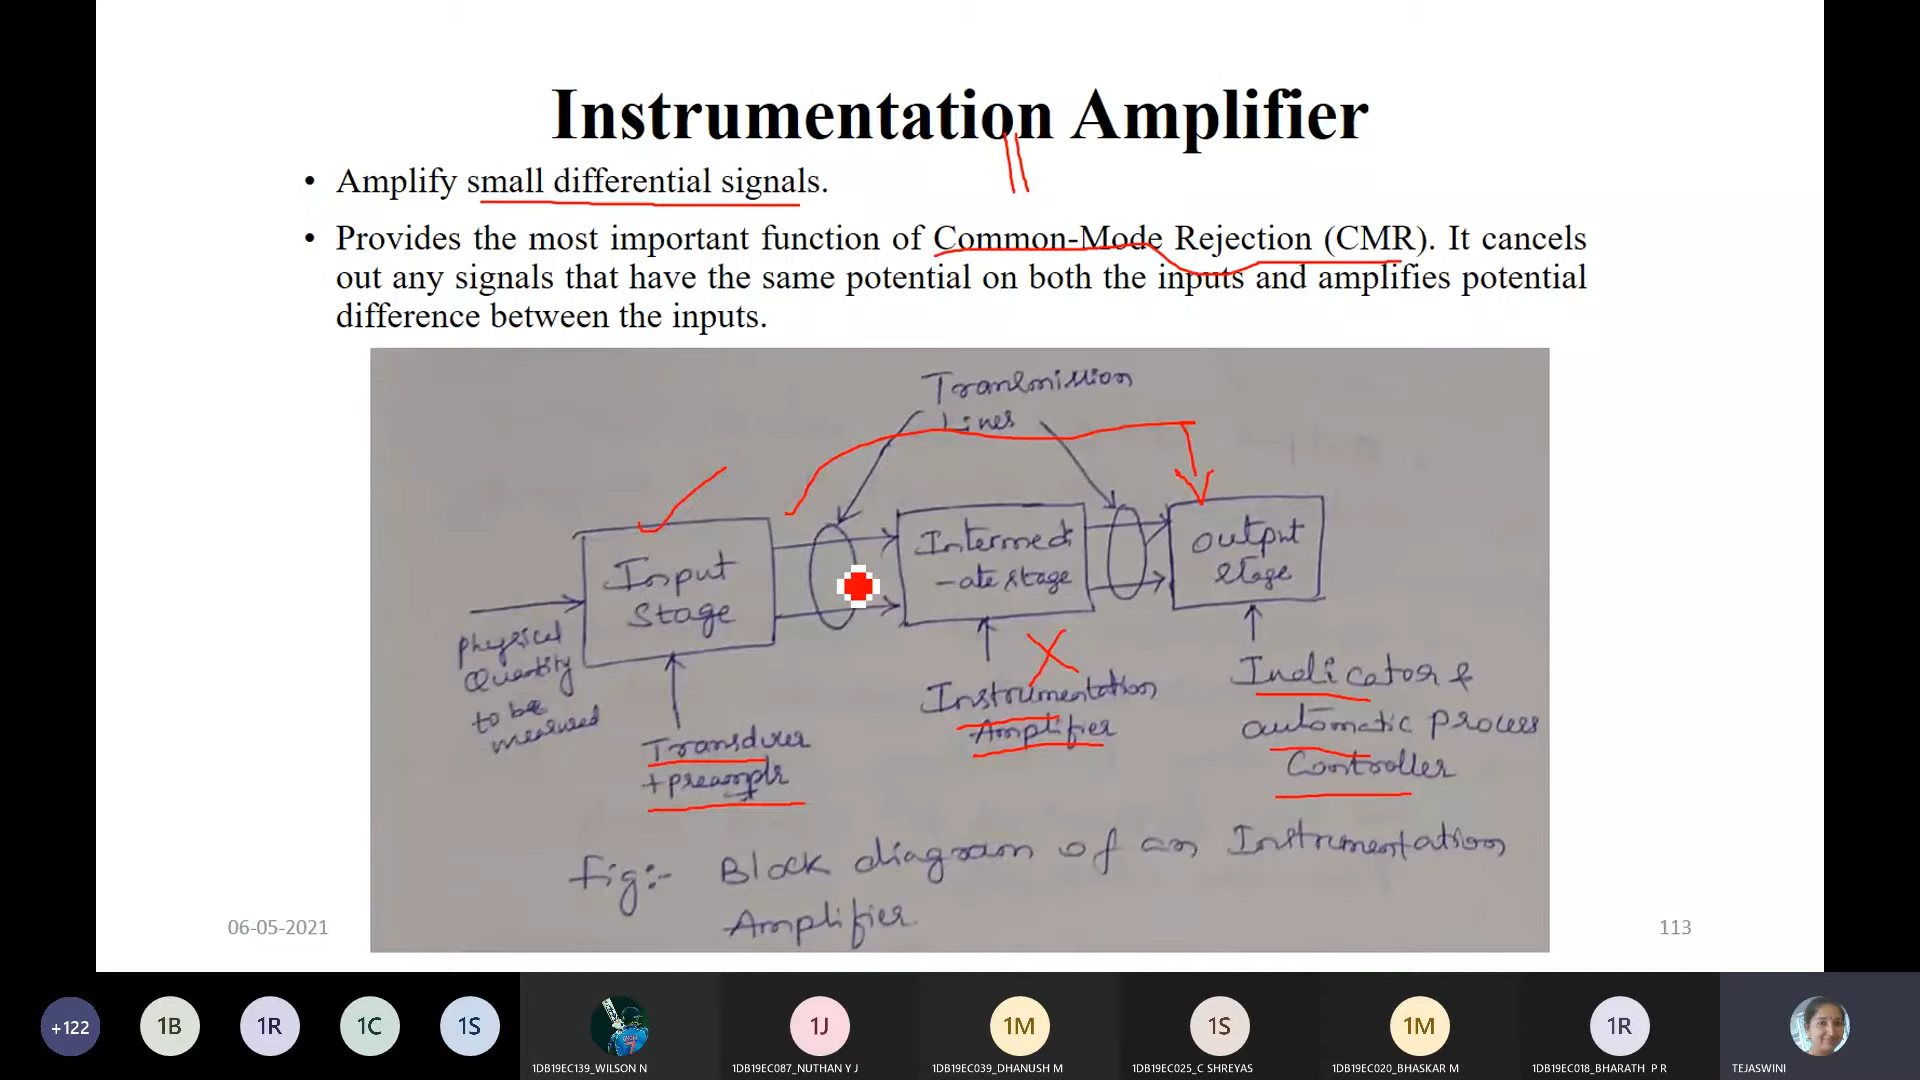 Instrumentation Amplifier
• Amplify small differential signals.
• Provides the most important function of Common-Mode Rejection (CMR). It cancels
out any signals that have the same potential on both the inputs and amplifies potential
difference between the inputs.
Transmission
Lines
Input
Stage
Intermedi
-ate stage
Output
stage
physical
Quantity
to be
measured
Transducer
+preamplr
Instrumentation
Amplifier
Indicator &
automatic process
Controller
fig:- Block diagram of an Instrumentation
Amplifier
06-05-2021
113
+122
1B
1R
1C
1S
1J
1M
1S
1M
1R
1DB19EC139_WILSON N
1DB19EC087_NUTHAN Y J
1DB19EC039_DHANUSH M
1DB19EC025_C SHREYAS
1DB19EC020_BHASKAR M
1DB19EC018_BHARATH P R
TEJASWINI